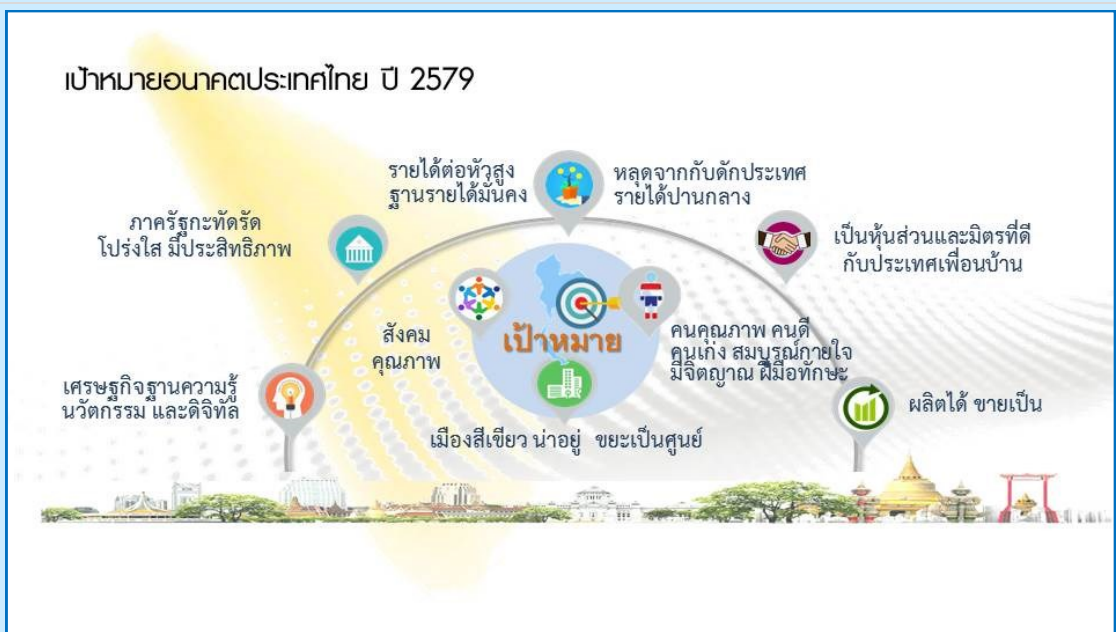 เป้าหมายอนาคตประเทศไทย ปี 2579
รายได้ต่อหัวสูง
ฐานรายได้มั่นคง
หลุดจากกับดักประเทศ
รายได้ปานกลาง
ภาครัฐกะทัดรัด
โปร่งใส มีประสิทธิภาพ
เป็นหุ้นส่วนและมิตรที่ดี
กับประเทศเพื่อนบ้าน
สังคม
คุณภาพ
เป้าหมาย
คนคุณภาพ คนดี
คนเก่ง สมบูรณ์กายใจ
มีจิตญาณ ฝีมือทักษะ
เศรษฐกิจฐานความรู้
นวัตกรรม และดิจิทัล
ผลิตได้ ขายเป็น
เมืองสีเขียว น่าอยู่ ขยะเป็นศูนย์